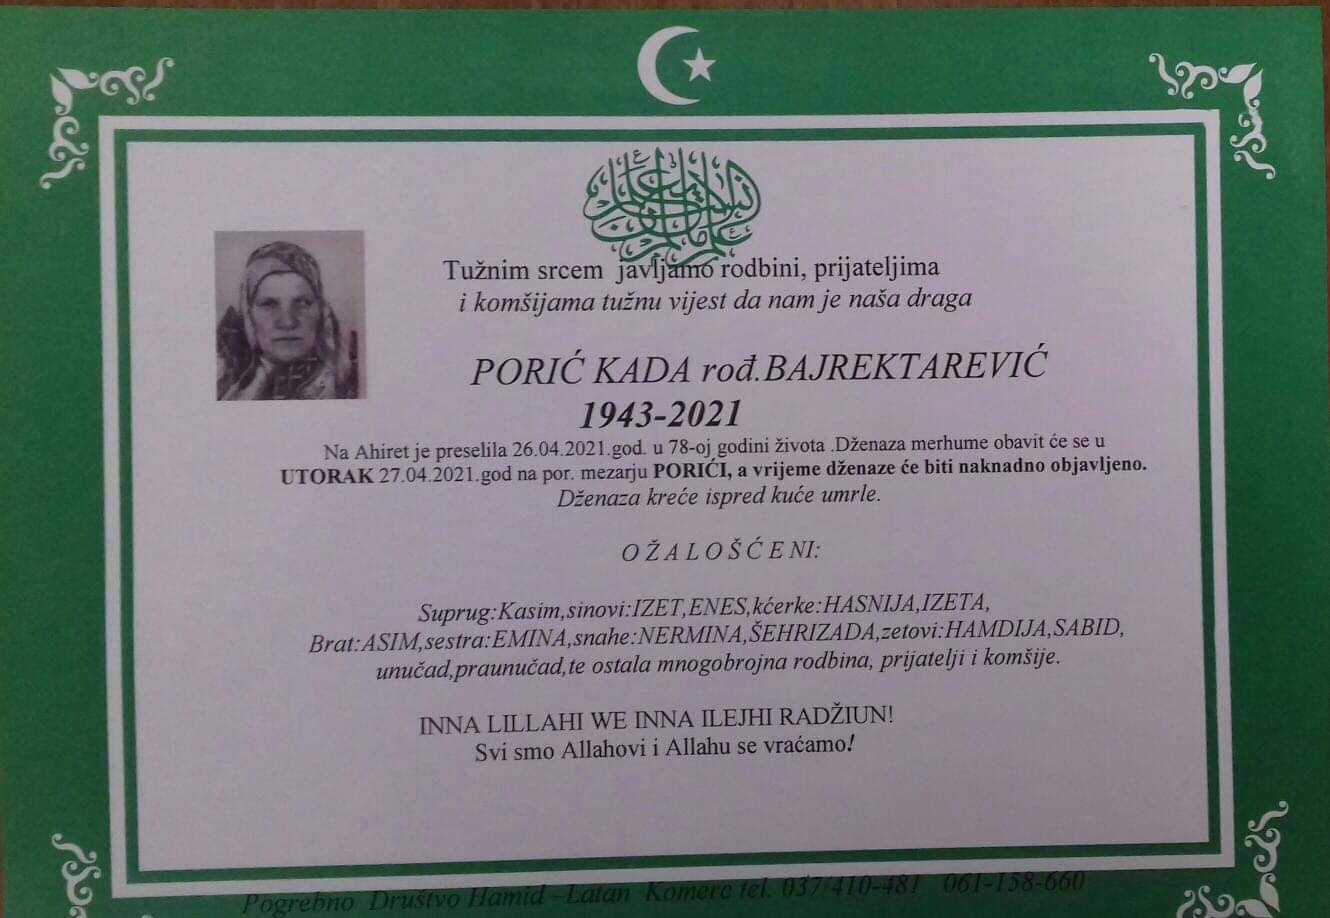 Tužnim srcem javljamo rodbini, prijateljima
i komšijama tužnu vijest da nam je naša draga
PORIĆ KADA rođ.BAJREKTAREVIĆ
1943-2021
Na Ahiret je preselila 26.04.2021.god. u 78-oj godini života .Dženaza merhume obavit će se u
UTORAK 27.04.2021.god na por. mezarju PORIĆI, a vrijeme dženaze će biti naknadno objavljeno.
Dženaza kreće ispred kuće umrle.
O Ž A L O Š Ć E NI:
Suprug:Kasim,sinovi:IZET,ENES,kćerke:HASNIJA,IZETA,
Brat:ASIM,sestra:EMINA,snahe:NERMINA,ŠEHRIZADA,zetovi:HAMDIJA,SABID,
unučad,praunučad,te ostala mnogobrojna rodbina, prijatelji i komšije.
INNA LILLAHI WE INNA ILEJHI RADŽIUN!
Svi smo Allahovi i Allahu se vraćamo!
Pogrebno Društvo Hamid –Latan Komerc tel. 037/410-481 061-158-660